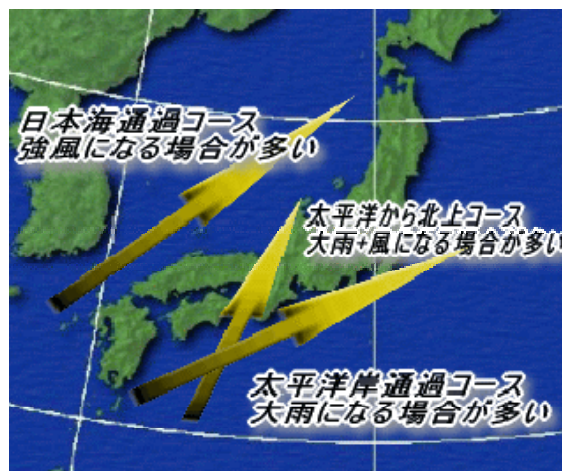 日本海通過コース
強風になる場合が多い
太平洋から北上コース
大雨+風になる場合が多い
太平洋岸通過コース
大雨になる場合が多い